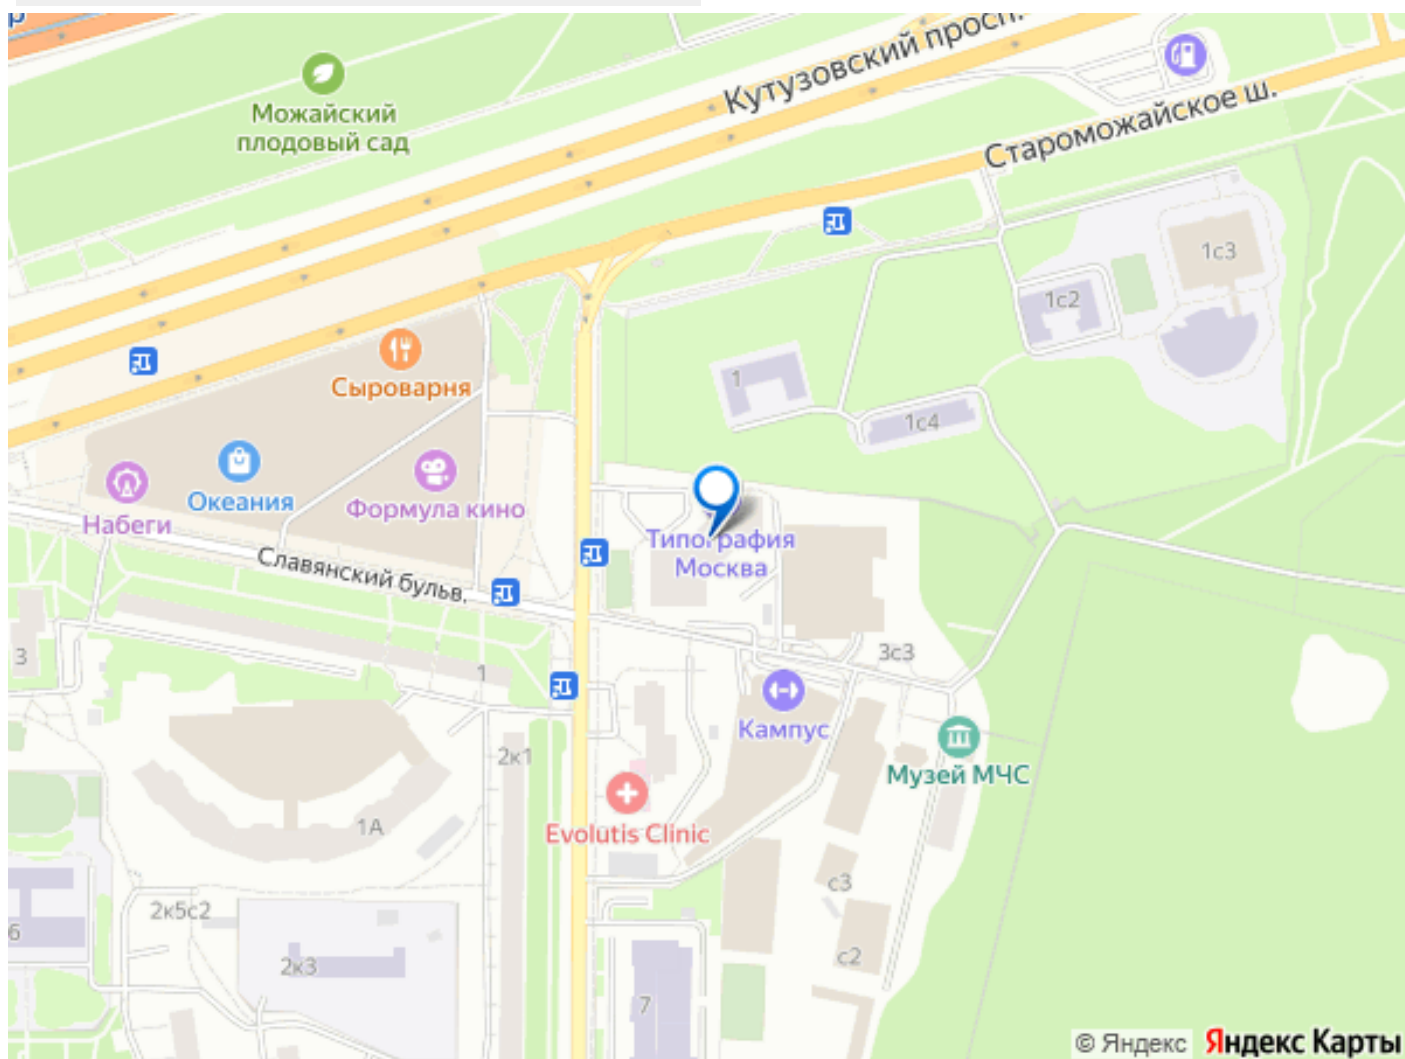 Кутузовский просп.
Можайский
плодовый сад
Староможайское ш.
1с3
1с2
Сыроварня
1
1с4
Океания
Формула кино
Набеги
Типография
Москва
Славянский бульв.
3
1
3с3
Кампус
2к1
Музей МЧС
1А
Evolutis Clinic
с3
2к5с2
6
с2
2к3
7
© Яндекс Яндекс Карты